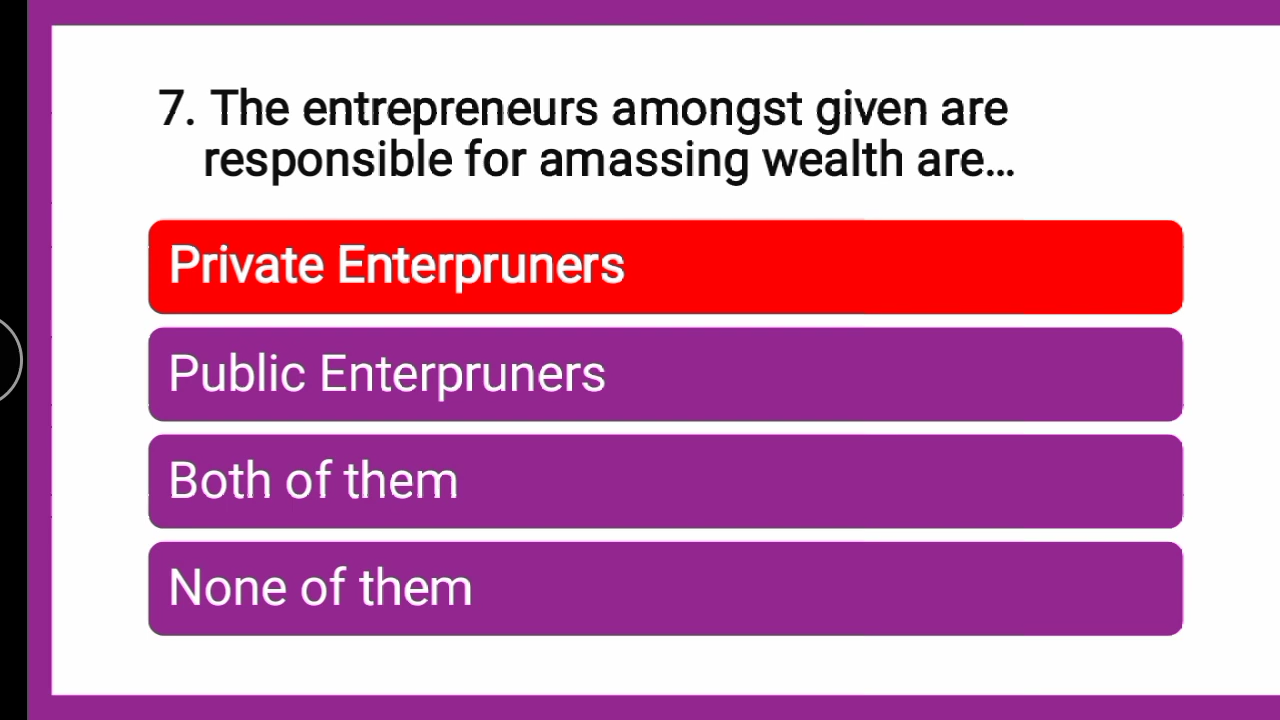 7. The entrepreneurs amongst given are
responsible for amassing wealth are...
Private Enterpruners
Public Enterpruners
Both of them
None of them